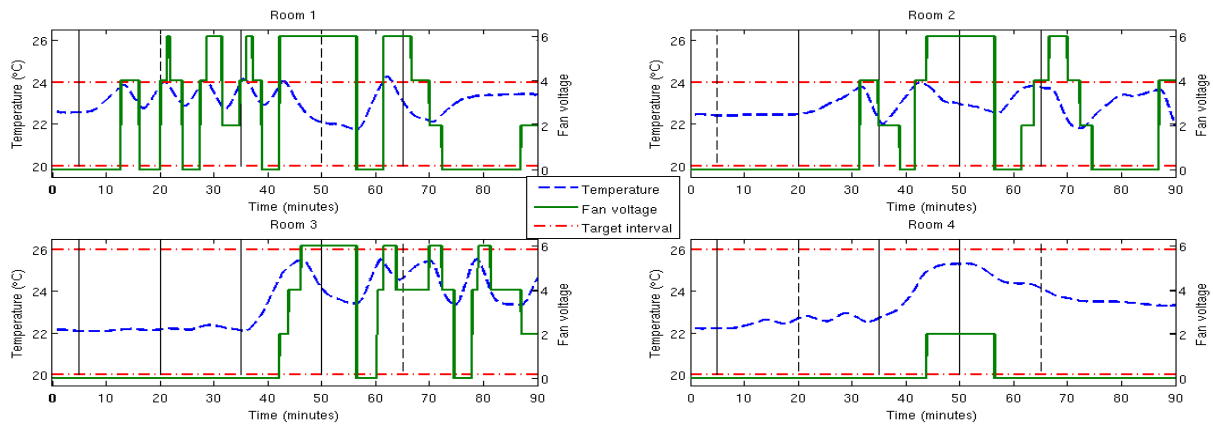 Room 1
Temperature (ºC)
26
24
22
20
6
4
2
0
Fan voltage
0 10 20 30 40 50 60 70 80
Time (minutes)
Room 2
Temperature (ºC)
26
24
22
20
6
4
2
0
Fan voltage
0 10 20 30 40 50 60 70 80 90
Time (minutes)
Temperature
Fan voltage
Target interval
Room 3
Temperature (ºC)
26
24
22
20
6
4
2
0
Fan voltage
0 10 20 30 40 50 60 70 80 90
Time (minutes)
Room 4
Temperature (ºC)
26
24
22
20
6
4
2
0
Fan voltage
0 10 20 30 40 50 60 70 80 90
Time (minutes)